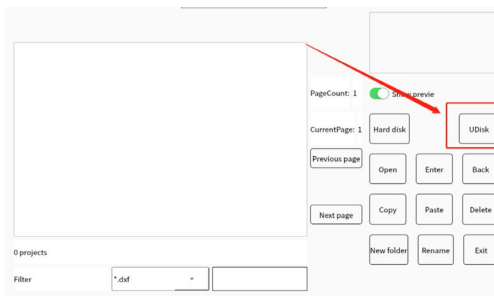 PageCount: 1
Show previe
CurrentPage: 1
Hard disk
UDisk
Previous page
Open
Enter
Back
Next page
Copy
Paste
Delete
0 projects
New folder
Rename
Exit
Filter
*.dxf